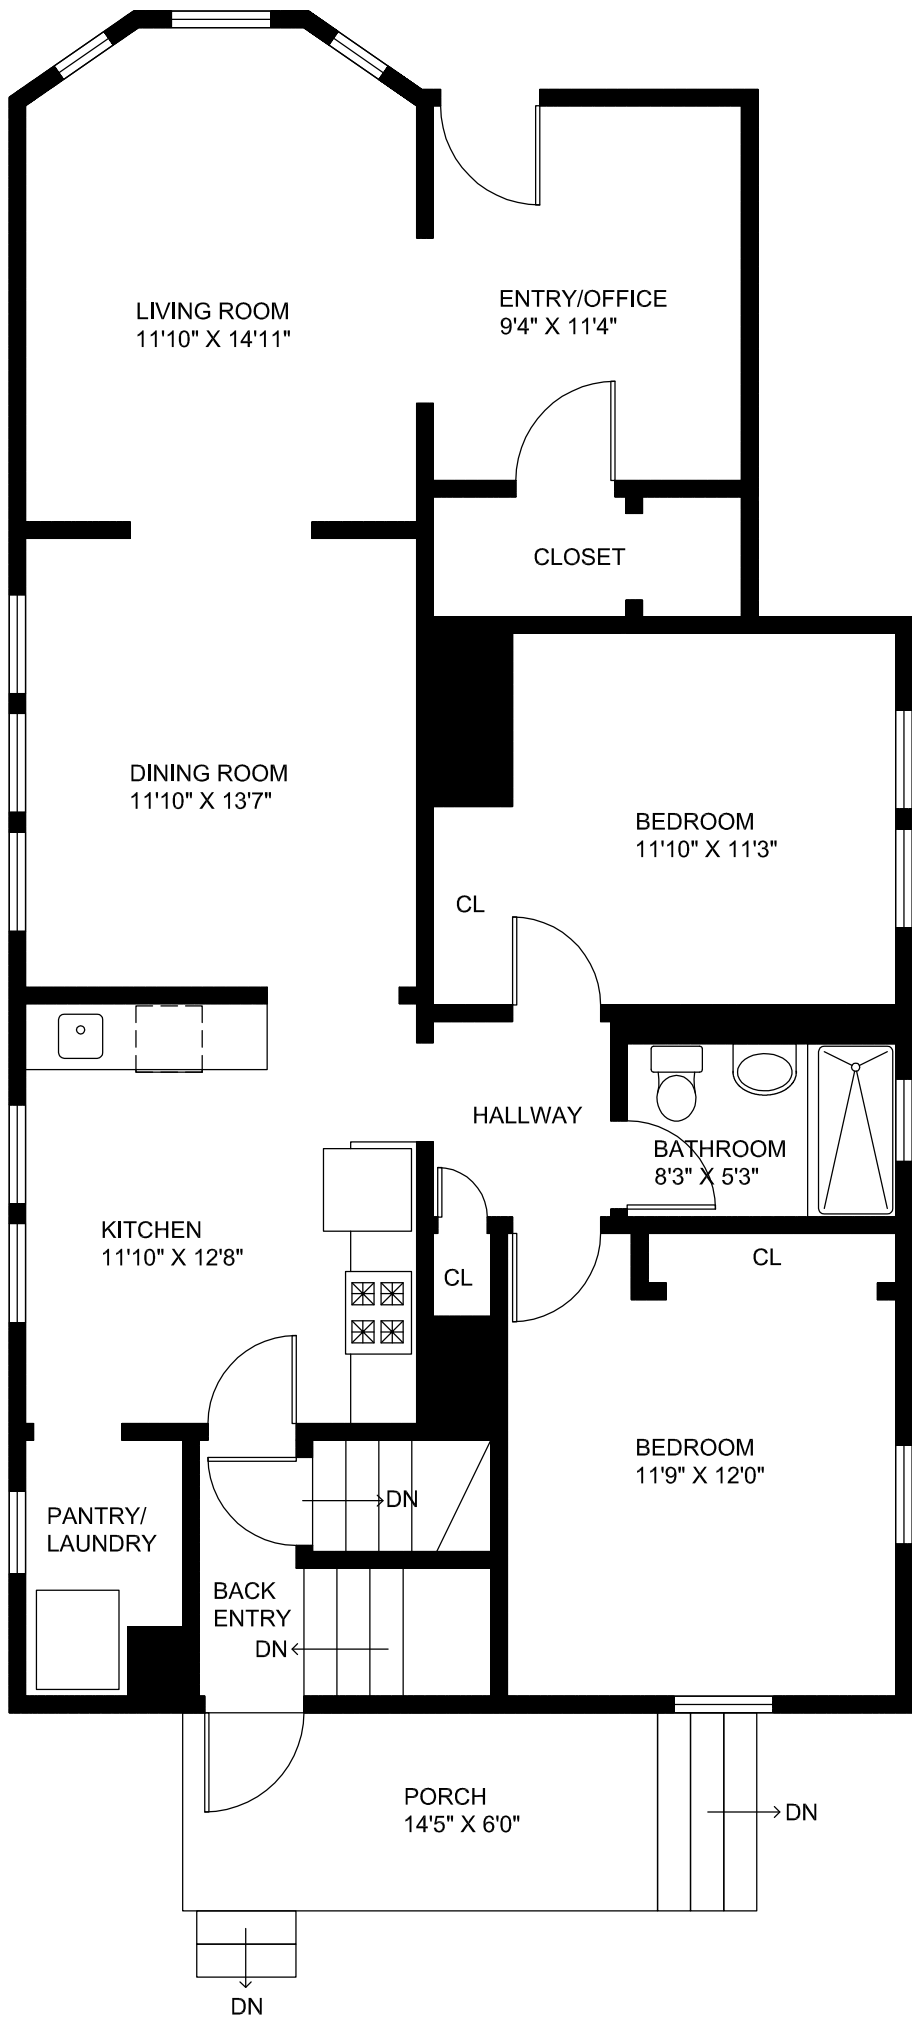 LIVING ROOM
11'10" X 14'11"
ENTRY/OFFICE
9'4" X 11'4"
CLOSET
DINING ROOM
11'10" X 13'7"
BEDROOM
11'10" X 11'3"
CL
HALLWAY
BATHROOM
8'3" X 5'3"
KITCHEN
11'10" X 12'8"
CL
CL
BEDROOM
11'9" X 12'0"
PANTRY/
LAUNDRY
DN
BACK
ENTRY
DN
PORCH
14'5" X 6'0"
DN
DN